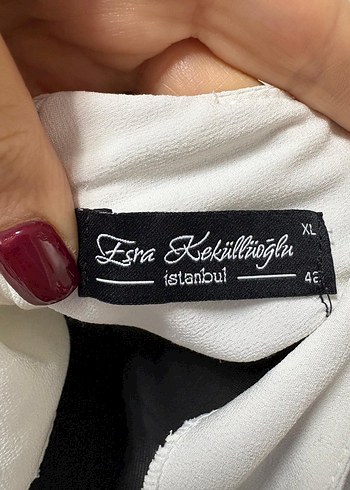 Esra Keküllüoğlu
istanbul
XL
42